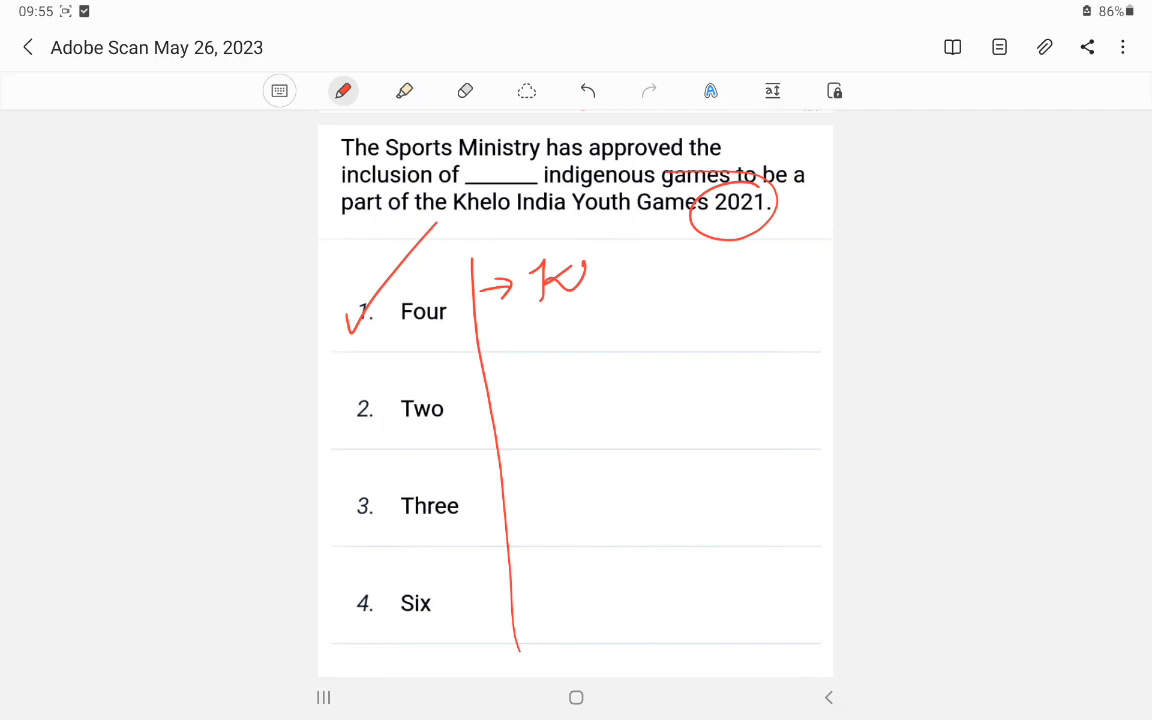 09:55
86%
Adobe Scan May 26, 2023
The Sports Ministry has approved the
inclusion of ______ indigenous games to be a
part of the Khelo India Youth Games 2021.
1. Four
2. Two
3. Three
4. Six